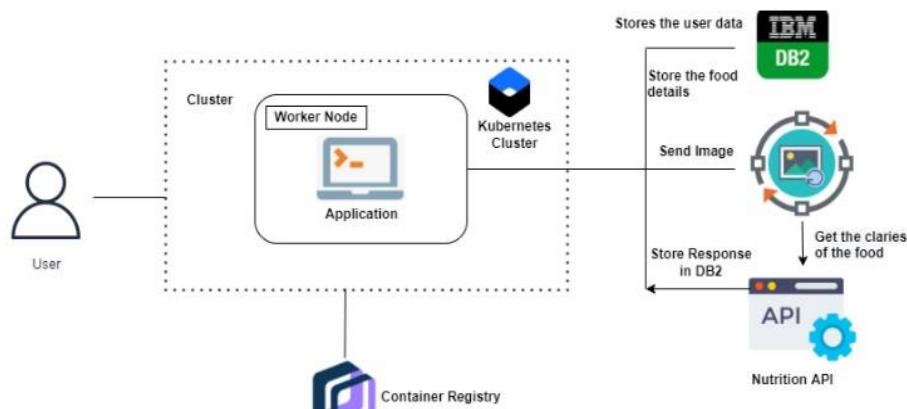 Stores the user data
IBM
DB2
Store the food
details
Cluster
Worker Node
Kubernetes
Cluster
Application
Send Image
User
Get the claries
of the food
Store Response
in DB2
API
Nutrition API
Container Registry